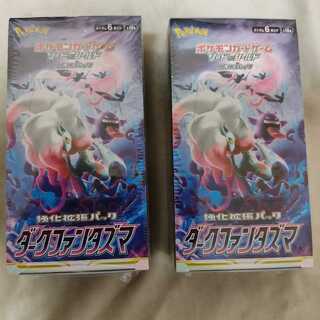 Pokémon
ポケモンカードゲーム
ソード&シールド
強化拡張パック
ダークファンタズマ
Pokémon
ポケモンカードゲーム
ソード&シールド
強化拡張パック
ダークファンタズマ